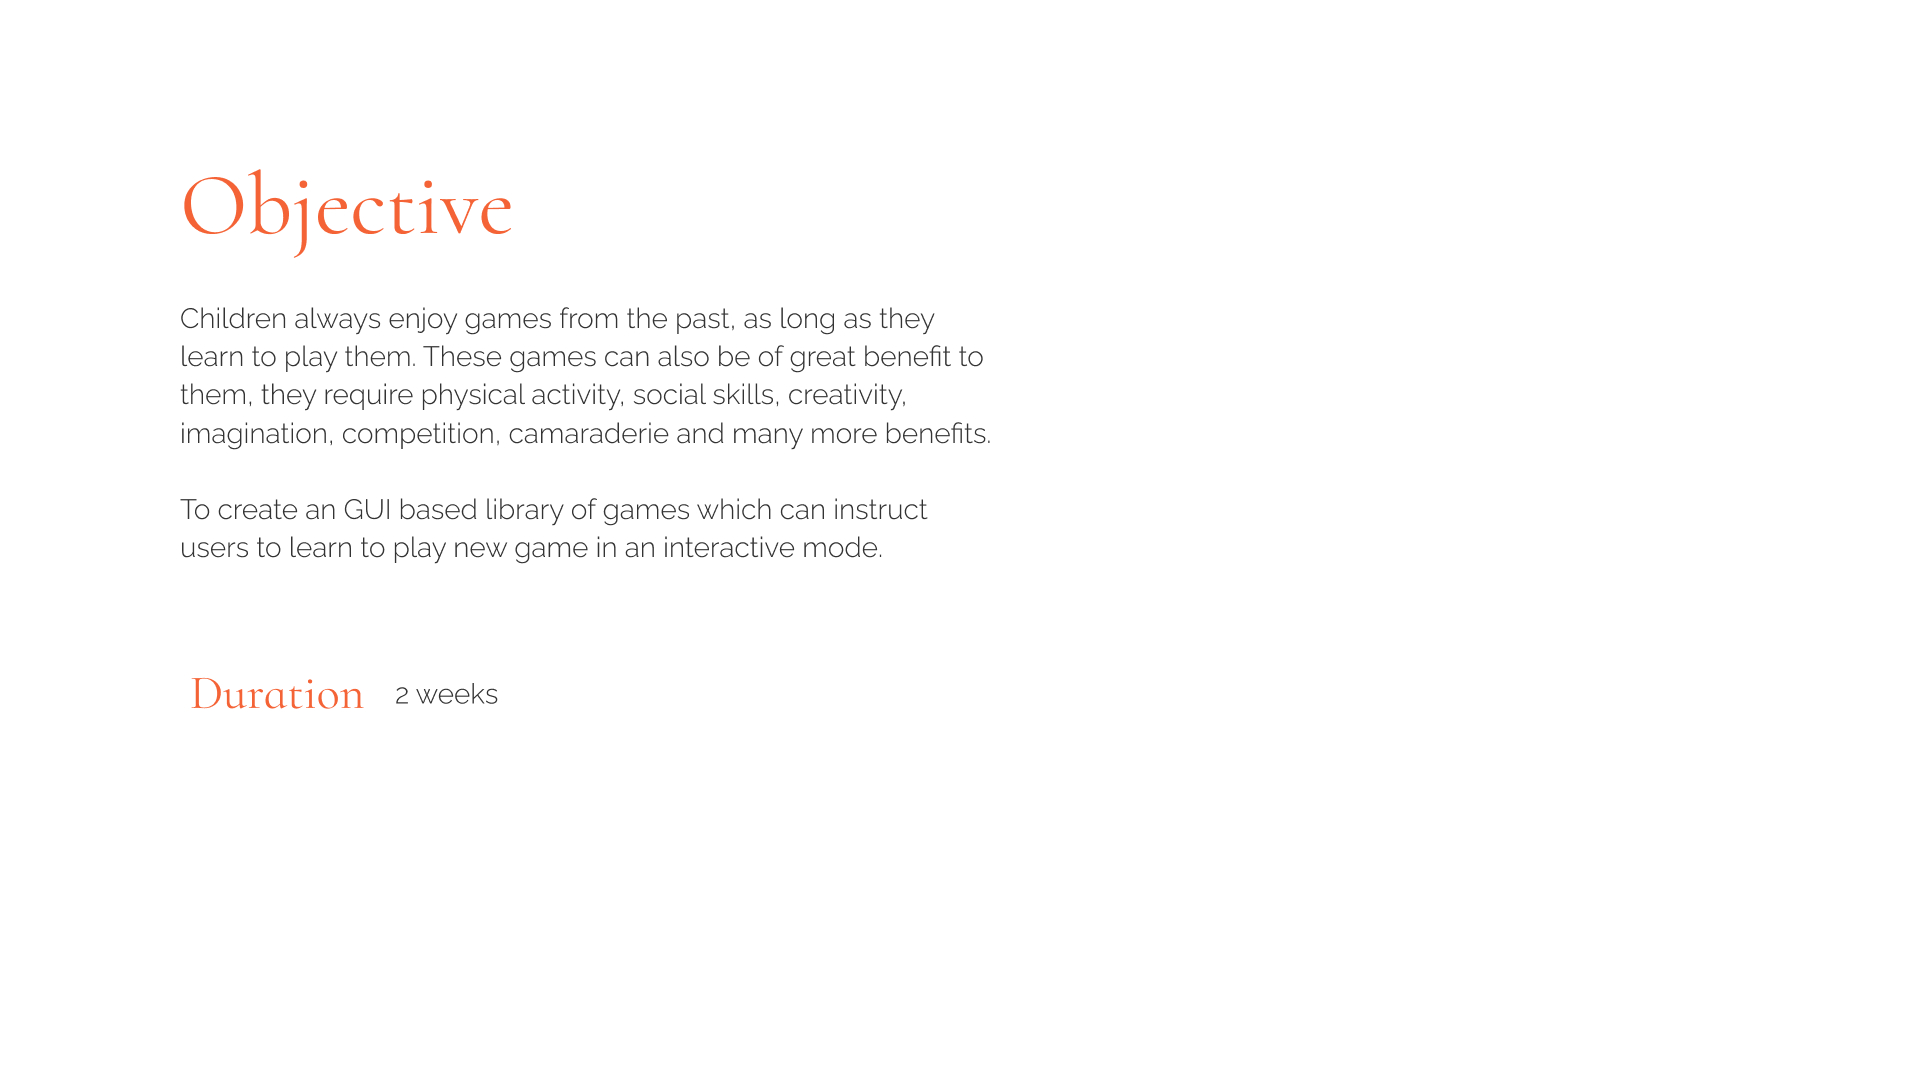 Objective
Children always enjoy games from the past, as long as they
learn to play them. These games can also be of great benefit to
them, they require physical activity, social skills, creativity,
imagination, competition, camaraderie and many more benefits.
To create an GUI based library of games which can instruct
users to learn to play new game in an interactive mode.
Duration 2 weeks